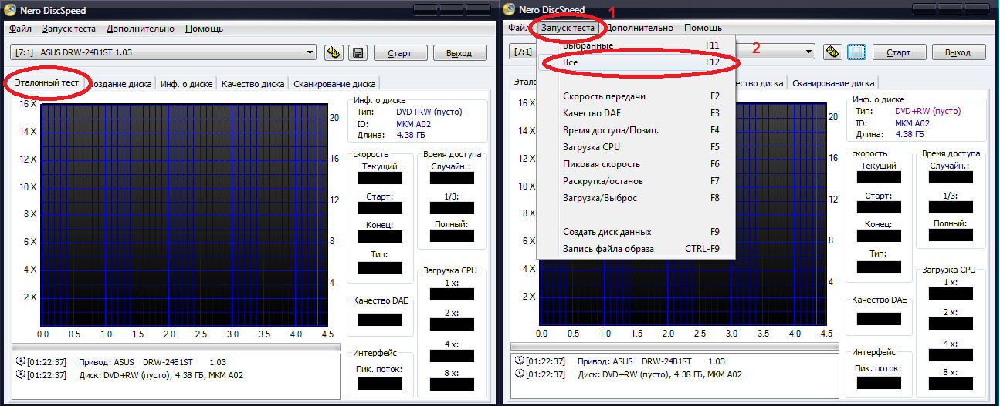 Nero DiscSpeed
Файл Запуск теста Дополнительно Помощь
[7:1] ASUS DRW-24B1ST 1.03 Старт Выход
Эталонный тест Создание диска Инф. о диске Качество диска Сканирование диска
16 X
14 X
12 X
10 X
8 X
6 X
4 X
2 X
20
16
12
8
4
0.0 0.5 1.0 1.5 2.0 2.5 3.0 3.5 4.0 4.5
Инф. о диске
Тип: DVD+RW (пусто)
ID: MKM A02
Длина: 4.38 ГБ
скорость
Текущий
Старт:
Конец:
Тип:
Время доступа
Случайн.:
1/3:
Полный:
Качество DAE
Загрузка CPU
1 x:
2 x:
4 x:
8 x:
Интерфейс
Пик. поток:
[01:22:37] Привод: ASUS DRW-24B1ST 1.03
[01:22:37] Диск: DVD+RW (пусто), 4.38 ГБ, MKM A02
Nero DiscSpeed
1
Файл Запуск теста Дополнительно Помощь
2
[7:1] Старт Выход
Выбранные F11
Все F12
Скорость передачи F2
Качество DAE F3
Время доступа/Позиц. F4
Загрузка CPU F5
Пиковая скорость F6
Раскрутка/останов F7
Загрузка/Выброс F8
Создать диск данных F9
Запись файла образа CTRL-F9
Этало ество диска Сканирование диска
4 X
2 X
20
16
12
8
4
0.0 0.5 1.0 1.5 2.0 2.5 3.0 3.5 4.0 4.5
Инф. о диске
Тип: DVD+RW (пусто)
ID: MKM A02
Длина: 4.38 ГБ
скорость
Текущий
Старт:
Конец:
Тип:
Время доступа
Случайн.:
1/3:
Полный:
Качество DAE
Загрузка CPU
1 x:
2 x:
4 x:
8 x:
Интерфейс
Пик. поток:
[01:22:37] Привод: ASUS DRW-24B1ST 1.03
[01:22:37] Диск: DVD+RW (пусто), 4.38 ГБ, MKM A02